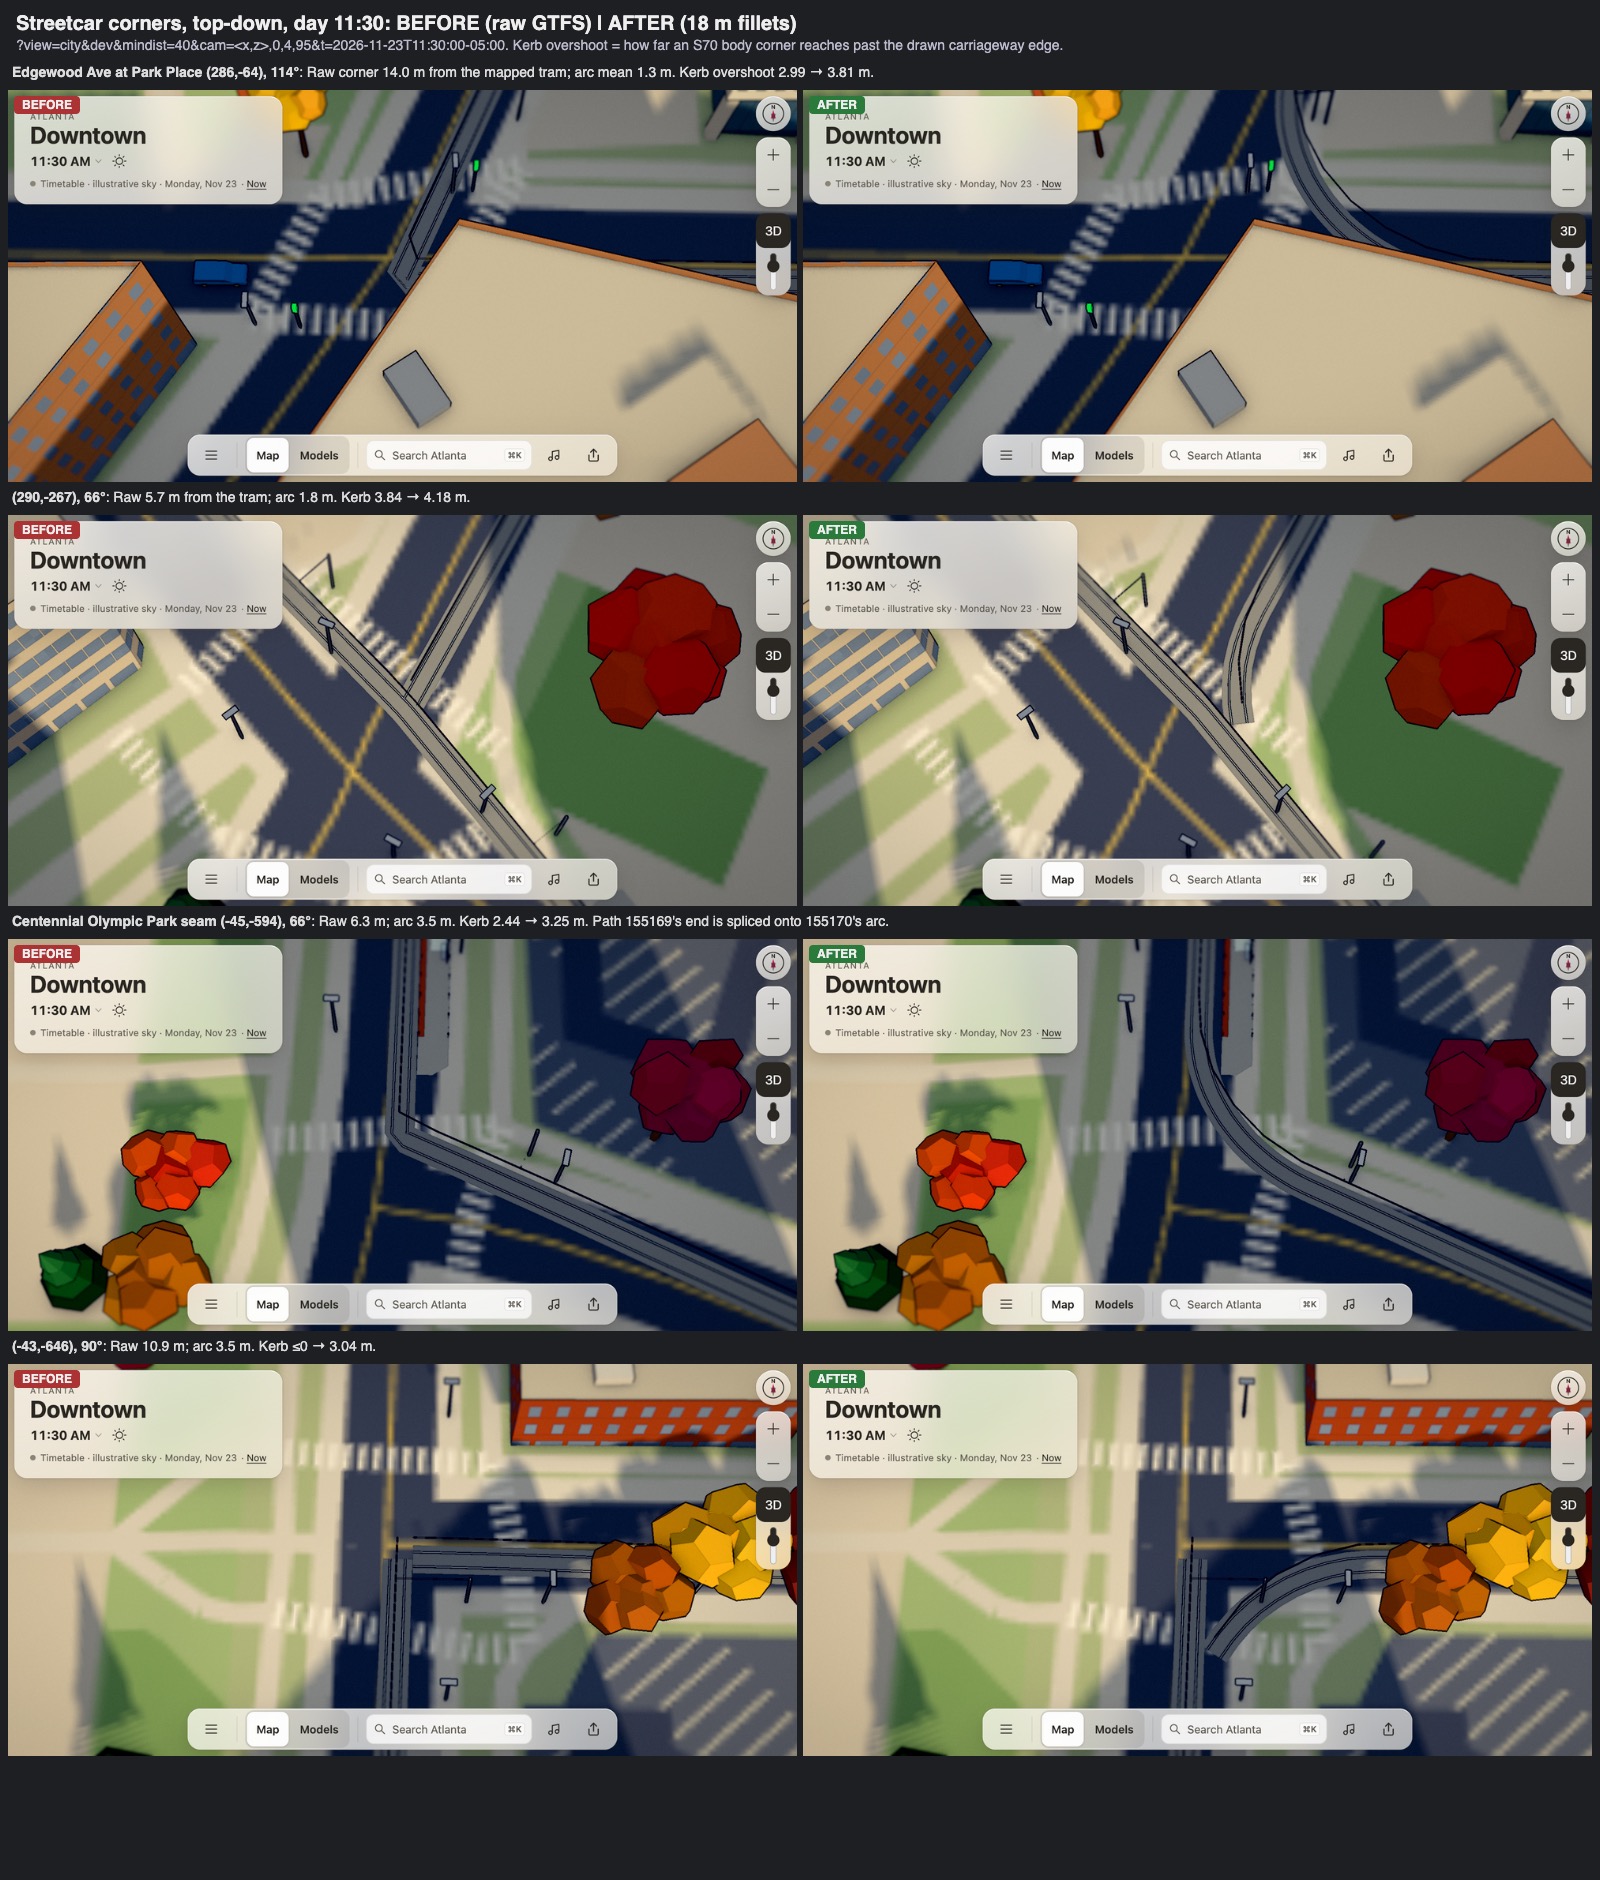 Streetcar corners, top-down, day 11:30: BEFORE (raw GTFS) | AFTER (18 m fillets)
?view=city&dev&mindist=40&cam=<x,z>,0,4,95&t=2026-11-23T11:30:00-05:00. Kerb overshoot = how far an S70 body corner reaches past the drawn carriageway edge.
Edgewood Ave at Park Place (286,-64), 114°: Raw corner 14.0 m from the mapped tram; arc mean 1.3 m. Kerb overshoot 2.99 → 3.81 m.
BEFORE
ATLANTA
Downtown
11:30 AM
Timetable · illustrative sky · Monday, Nov 23 · Now
N
+
−
3D
Map
Models
Search Atlanta
⌘K
AFTER
ATLANTA
Downtown
11:30 AM
Timetable · illustrative sky · Monday, Nov 23 · Now
N
+
−
3D
Map
Models
Search Atlanta
⌘K
(290,-267), 66°: Raw 5.7 m from the tram; arc 1.8 m. Kerb 3.84 → 4.18 m.
BEFORE
ATLANTA
Downtown
11:30 AM
Timetable · illustrative sky · Monday, Nov 23 · Now
N
+
−
3D
Map
Models
Search Atlanta
⌘K
AFTER
ATLANTA
Downtown
11:30 AM
Timetable · illustrative sky · Monday, Nov 23 · Now
N
+
−
3D
Map
Models
Search Atlanta
⌘K
Centennial Olympic Park seam (-45,-594), 66°: Raw 6.3 m; arc 3.5 m. Kerb 2.44 → 3.25 m. Path 155169's end is spliced onto 155170's arc.
BEFORE
ATLANTA
Downtown
11:30 AM
Timetable · illustrative sky · Monday, Nov 23 · Now
N
+
−
3D
Map
Models
Search Atlanta
⌘K
AFTER
ATLANTA
Downtown
11:30 AM
Timetable · illustrative sky · Monday, Nov 23 · Now
N
+
−
3D
Map
Models
Search Atlanta
⌘K
(-43,-646), 90°: Raw 10.9 m; arc 3.5 m. Kerb ≤0 → 3.04 m.
BEFORE
ATLANTA
Downtown
11:30 AM
Timetable · illustrative sky · Monday, Nov 23 · Now
N
+
−
3D
Map
Models
Search Atlanta
⌘K
AFTER
ATLANTA
Downtown
11:30 AM
Timetable · illustrative sky · Monday, Nov 23 · Now
N
+
−
3D
Map
Models
Search Atlanta
⌘K